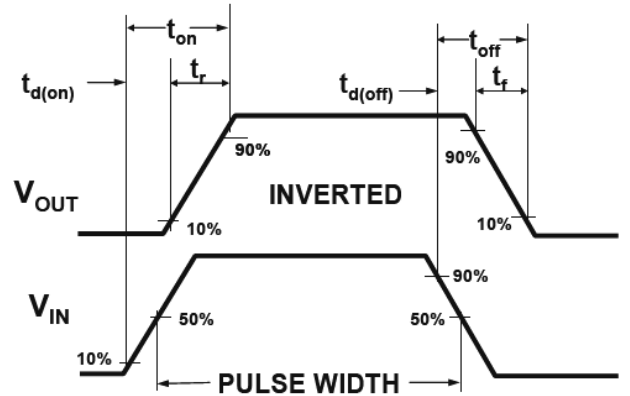 t_on
t_off
t_d(on)
t_r
t_d(off)
t_f
90%
90%
V_OUT
INVERTED
10%
10%
90%
V_IN
50%
50%
10%
PULSE WIDTH